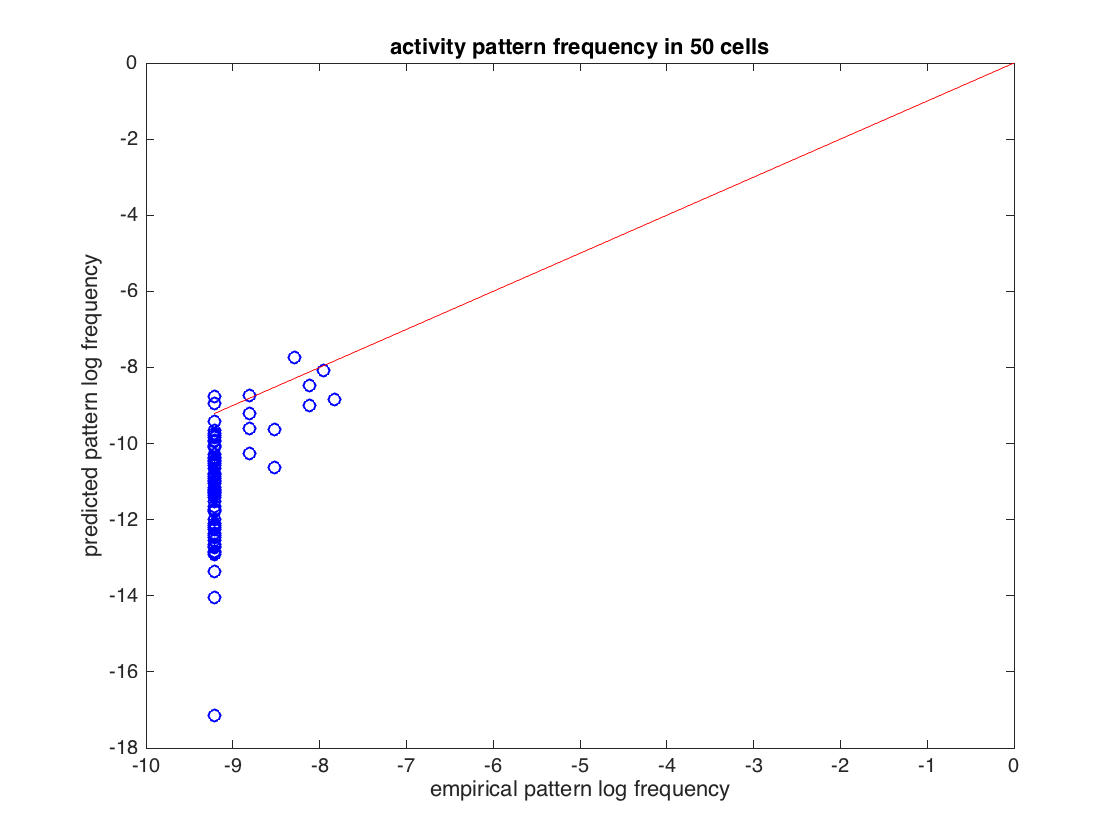 activity pattern frequency in 50 cells
0
-2
-4
-6
-8
-10
-12
-14
-16
-18
predicted pattern log frequency
-10 -9 -8 -7 -6 -5 -4 -3 -2 -1 0
empirical pattern log frequency